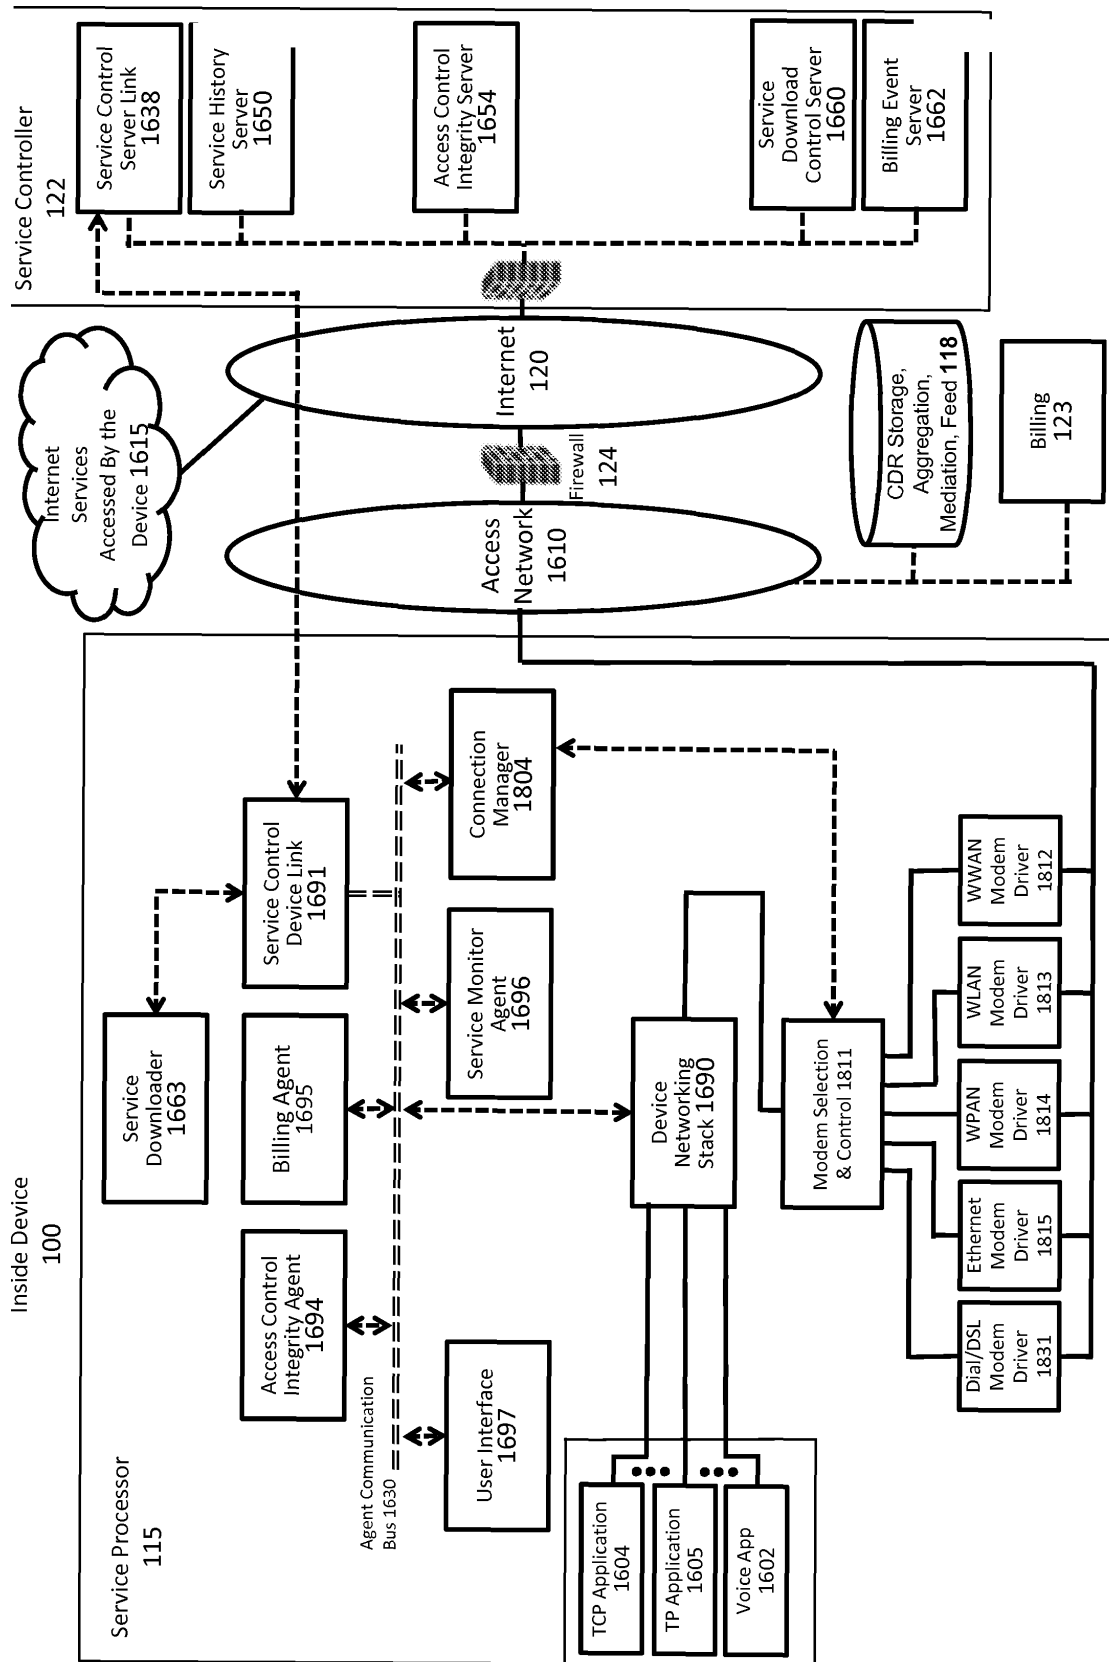 Inside Device
100
Service Processor
115
Service
Downloader
1663
Access Control
Integrity Agent
1694
Billing Agent
1695
Service Control
Device Link
1691
Agent Communication
Bus 1630
User Interface
1697
Service Monitor
Agent
1696
Connection
Manager
1804
TCP Application
1604
TP Application
1605
Voice App
1602
Device
Networking
Stack 1690
Modem Selection
& Control 1811
Dial/DSL
Modem
Driver
1831
Ethernet
Modem
Driver
1815
WPAN
Modem
Driver
1814
WLAN
Modem
Driver
1813
WWAN
Modem
Driver
1812
Internet
Services
Accessed By the
Device 1615
Access
Network
1610
Firewall
124
Internet
120
CDR Storage,
Aggregation,
Mediation, Feed 118
Billing
123
Service Controller
122
Service Control
Server Link
1638
Service History
Server
1650
Access Control
Integrity Server
1654
Service
Download
Control Server
1660
Billing Event
Server
1662